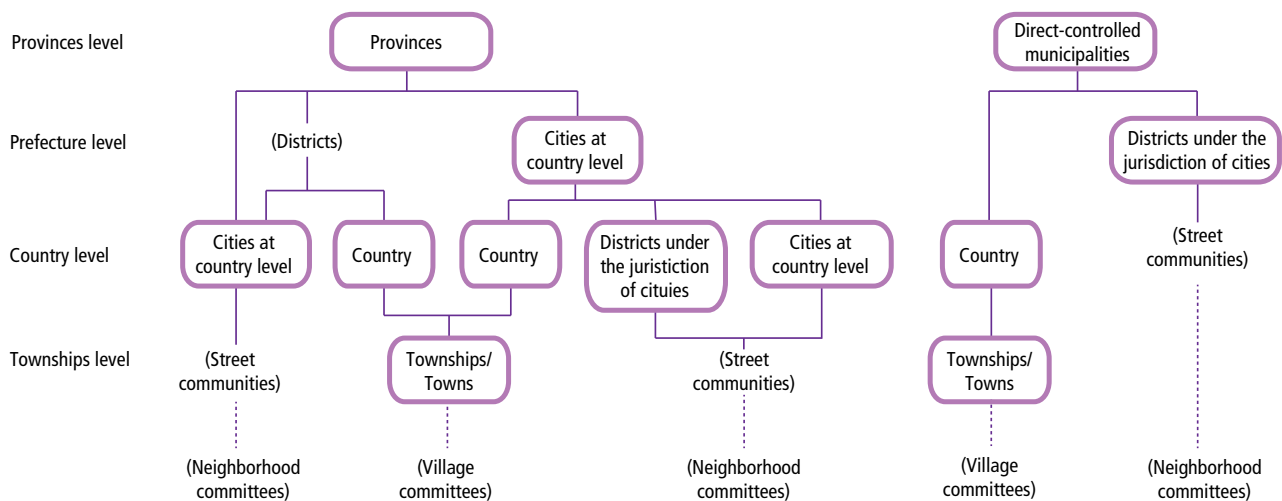 Provinces level
Provinces
Direct-controlled
municipalities
Prefecture level
(Districts)
Cities at
country level
Districts under the
jurisdiction of cities
Country level
Cities at
country level
Country
Country
Districts under
the juristiction
of cituies
Cities at
country level
Country
(Street
communities)
Townships level
(Street
communities)
Townships/
Towns
(Street
communities)
Townships/
Towns
(Neighborhood
committees)
(Village
committees)
(Neighborhood
committees)
(Village
committees)
(Neighborhood
committees)